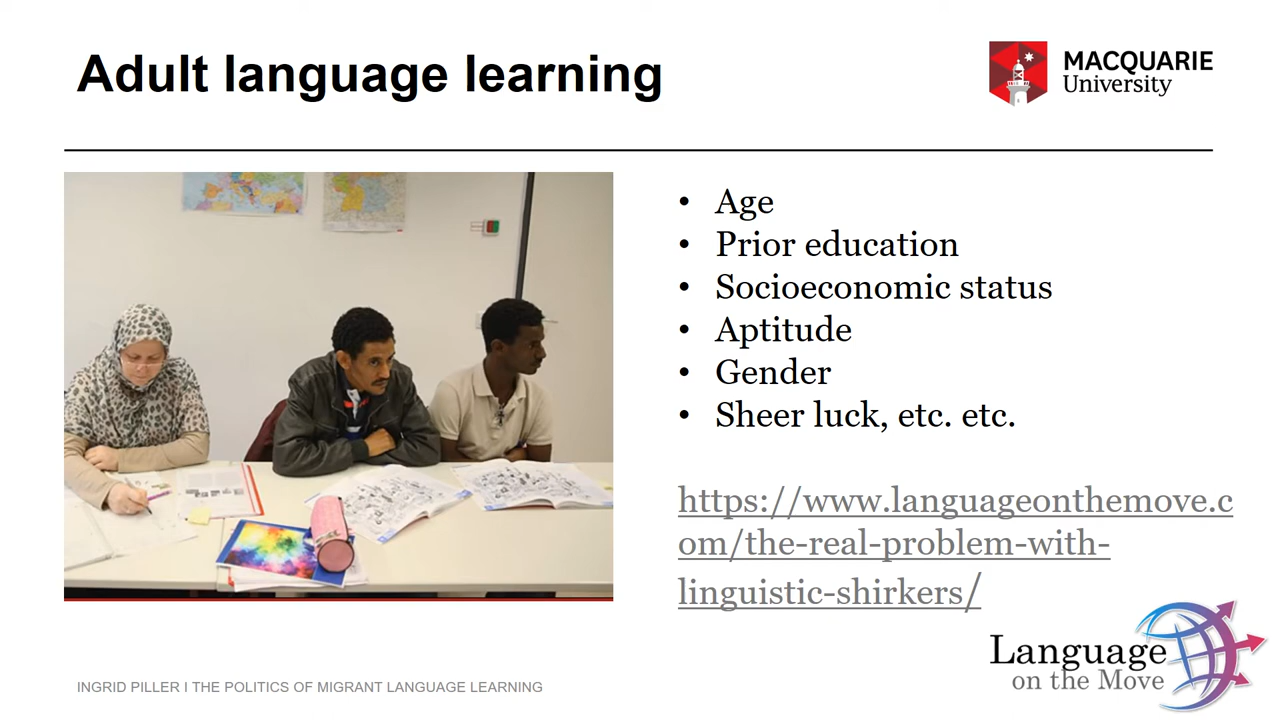 Adult language learning
MACQUARIE
University
• Age
• Prior education
• Socioeconomic status
• Aptitude
• Gender
• Sheer luck, etc. etc.
https://www.languageonthemove.c
om/the-real-problem-with-
linguistic-shirkers/
Language
on the Move
INGRID PILLER I THE POLITICS OF MIGRANT LANGUAGE LEARNING